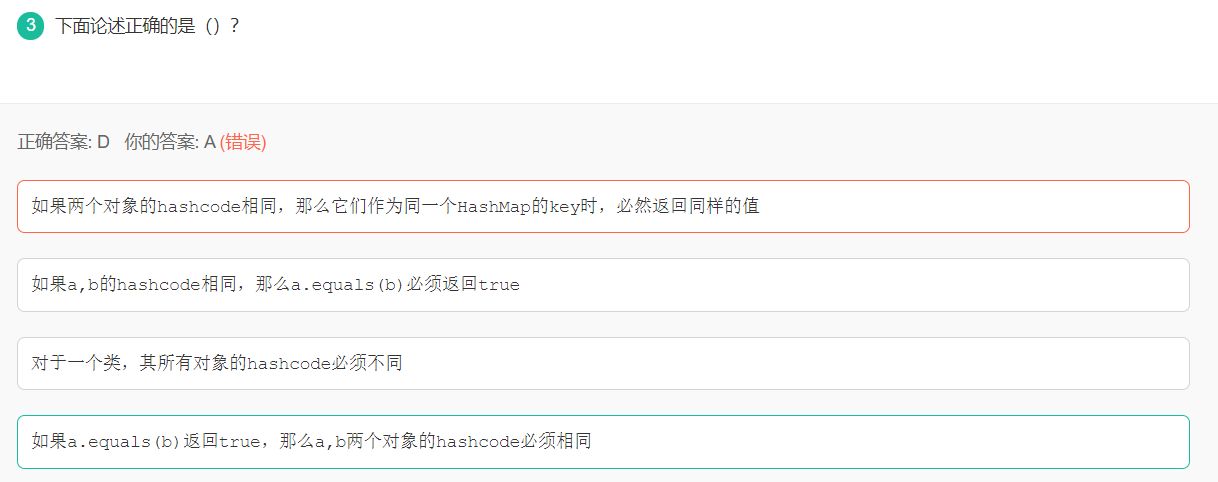 3 下面论述正确的是（）？
正确答案: D 你的答案: A (错误)
如果两个对象的hashcode相同，那么它们作为同一个HashMap的key时，必然返回同样的值
如果a,b的hashcode相同，那么a.equals(b)必须返回true
对于一个类，其所有对象的hashcode必须不同
如果a.equals(b)返回true，那么a,b两个对象的hashcode必须相同